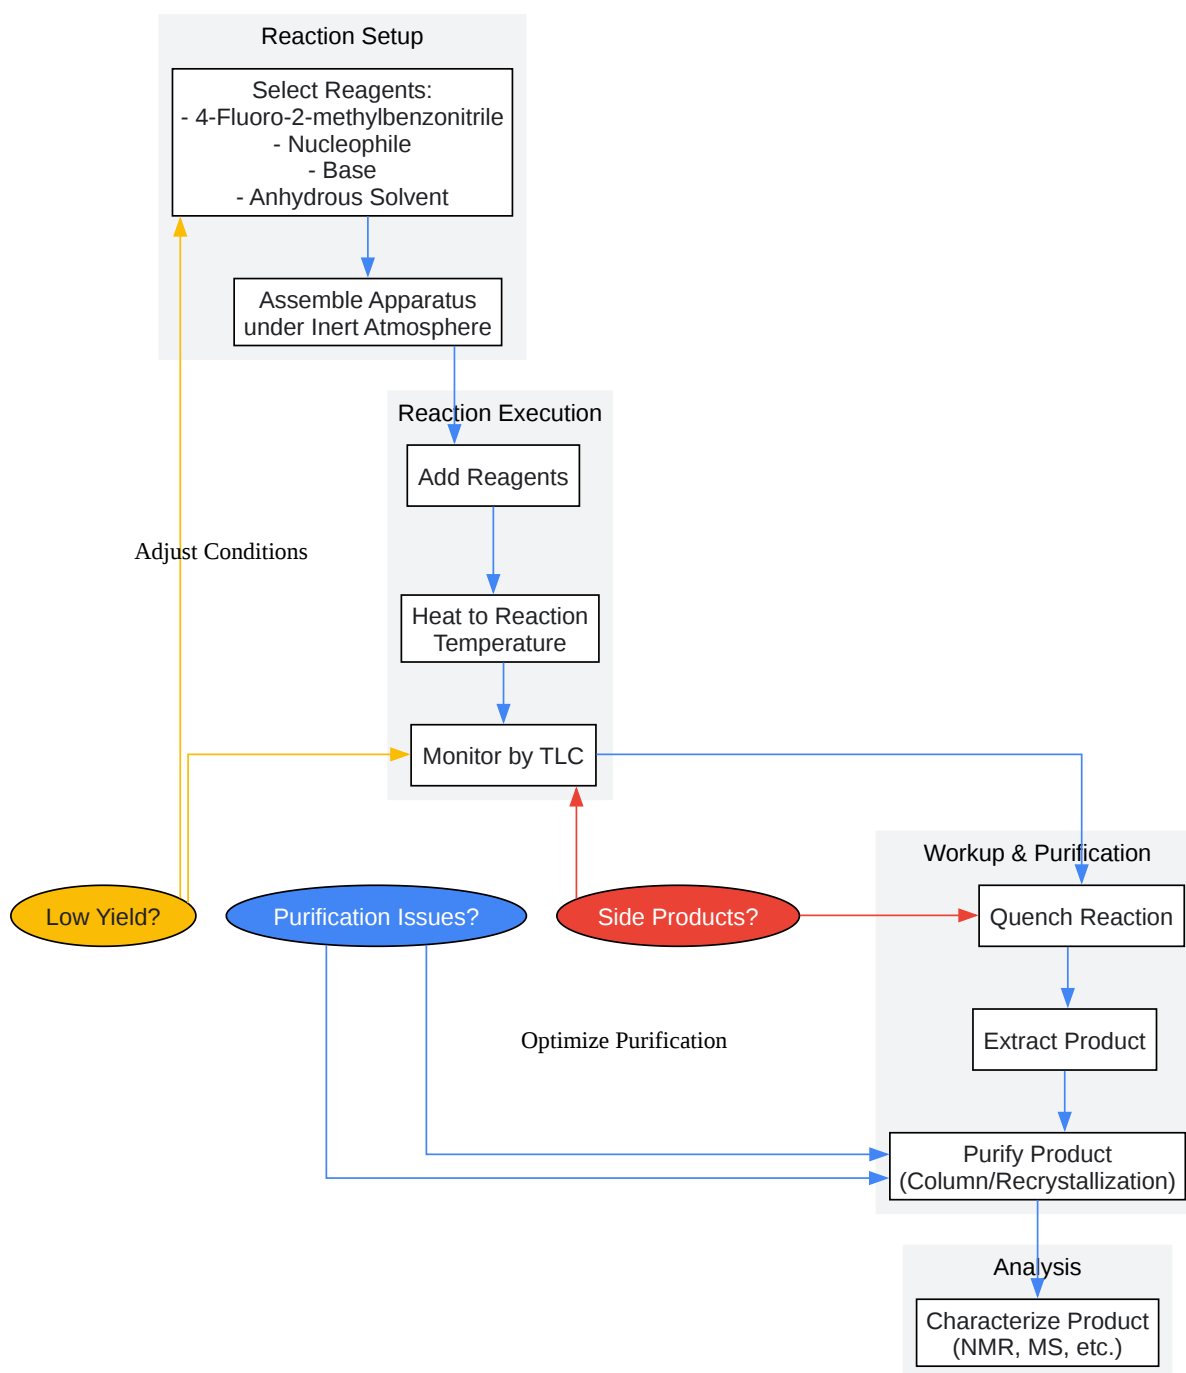 Reaction Setup
Select Reagents:
- 4-Fluoro-2-methylbenzonitrile
- Nucleophile
- Base
- Anhydrous Solvent
Assemble Apparatus
under Inert Atmosphere
Reaction Execution
Add Reagents
Adjust Conditions
Heat to Reaction
Temperature
Monitor by TLC
Workup & Purification
Low Yield?
Purification Issues?
Side Products?
Quench Reaction
Optimize Purification
Extract Product
Purify Product
(Column/Recrystallization)
Analysis
Characterize Product
(NMR, MS, etc.)